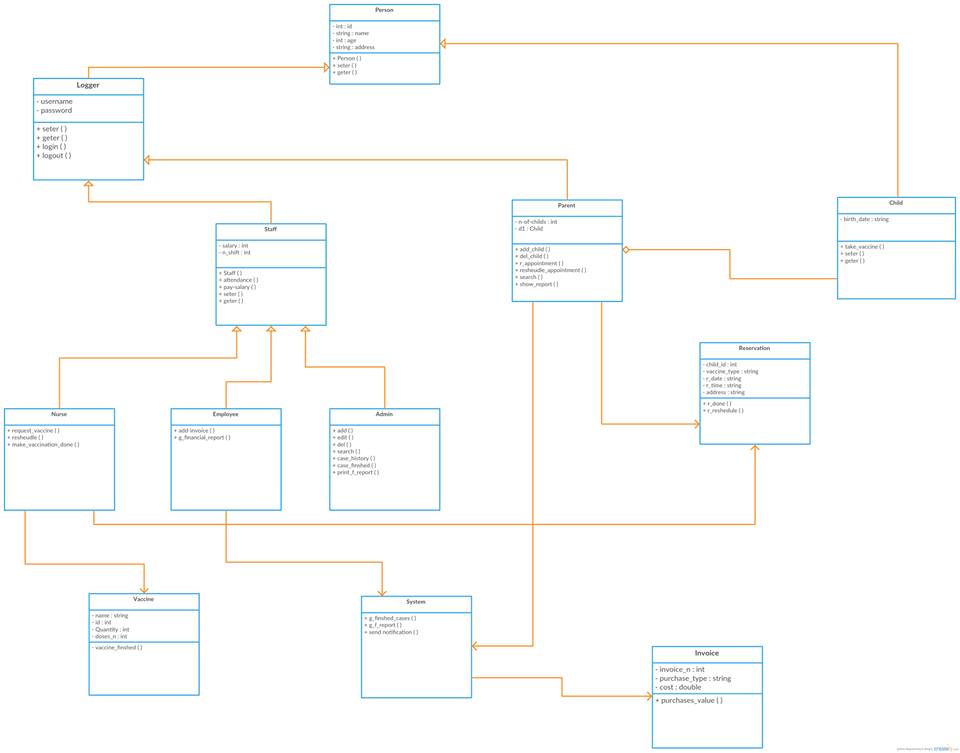 Person
- int : id
- string : name
- int : age
- string : address
+ Person ( )
+ seter ( )
+ geter ( )
Logger
- username
- password
+ seter ( )
+ geter ( )
+ login ( )
+ logout ( )
Staff
- salary : int
- n_shift : int
+ Staff ( )
+ attendance ( )
+ pay-salary ( )
+ seter ( )
+ geter ( )
Parent
- n-of-childs : int
- d1 : Child
+ add_child ( )
+ del_child ( )
+ r_appointment ( )
+ resheudle_appointment ( )
+ search ( )
+ show_report ( )
Child
- birth_date : string
+ take_vaccine ( )
+ seter ( )
+ geter ( )
Reservation
- child_id : int
- vaccine_type : string
- r_date : string
- r_time : string
- address : string
+ r_done ( )
+ r_reshedule ( )
Nurse
+ request_vaccine ( )
+ resheudle ( )
+ make_vaccination_done ( )
Employee
+ add-invoice ( )
+ g_financial_report ( )
Admin
+ add ( )
+ edit ( )
+ del ( )
+ search ( )
+ case_history ( )
+ case_finshed ( )
+ print_f_report ( )
Vaccine
- name : string
- id : int
- Quantity : int
- doses_n : int
- vaccine_finshed ( )
System
+ g_finshed_cases ( )
+ g_f_report ( )
+ send notification ( )
Invoice
- invoice_n : int
- purchase_type : string
- cost : double
+ purchases_value ( )
creately